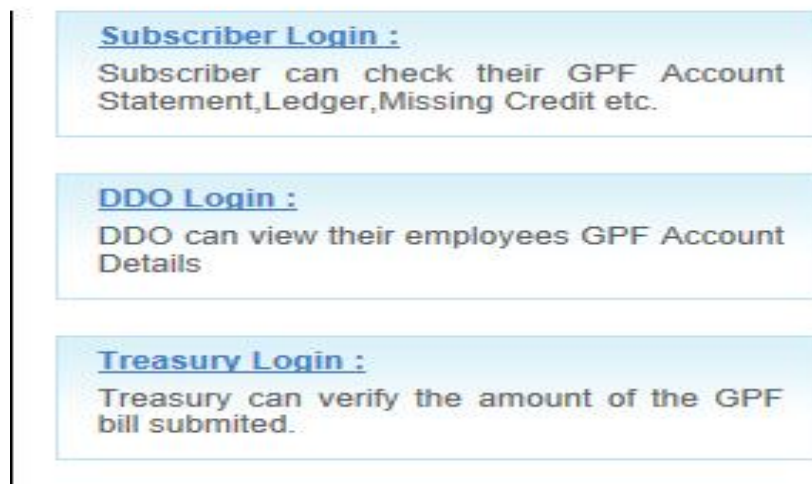 Subscriber Login :
Subscriber can check their GPF Account
Statement,Ledger,Missing Credit etc.
DDO Login :
DDO can view their employees GPF Account
Details
Treasury Login :
Treasury can verify the amount of the GPF
bill submited.